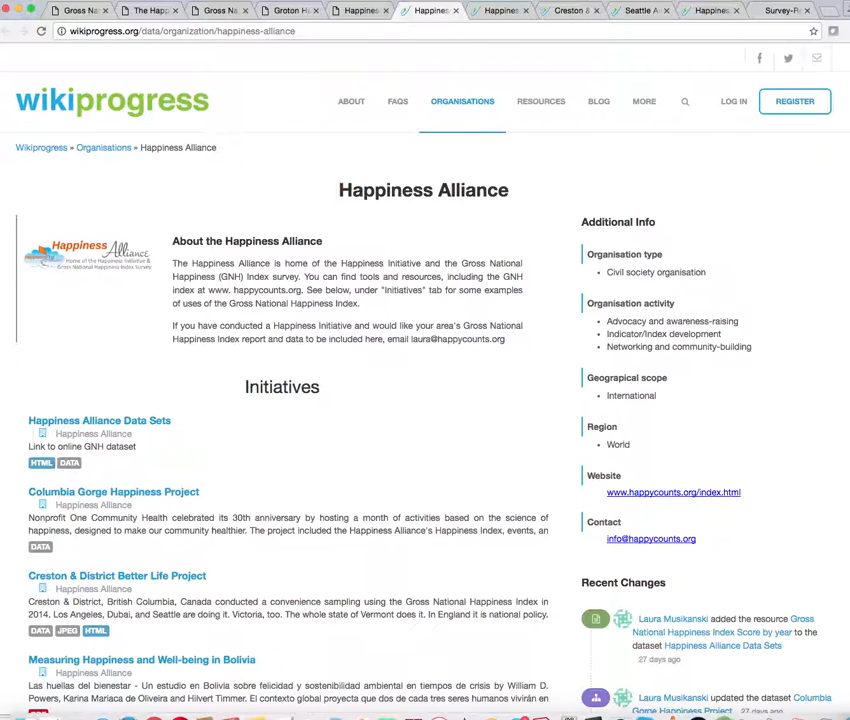 Gross Na
The Happ
Gross Na
Groton H
Happines
Happines
Happines
Creston &
Seattle A
Happines
Survey-R
wikiprogress.org/data/organization/happiness-alliance
wikiprogress
ABOUT
FAQS
ORGANISATIONS
RESOURCES
BLOG
MORE
LOG IN
REGISTER
Wikiprogress » Organisations » Happiness Alliance
Happiness Alliance
Happiness Alliance
Home of the Happiness Initiative &
Gross National Happiness Index Survey
About the Happiness Alliance
The Happiness Alliance is home of the Happiness Initiative and the Gross National
Happiness (GNH) Index survey. You can find tools and resources, including the GNH
index at www. happycounts.org. See below, under "Initiatives" tab for some examples
of uses of the Gross National Happiness Index.
If you have conducted a Happiness Initiative and would like your area's Gross National
Happiness Index report and data to be included here, email laura@happycounts.org
Initiatives
Happiness Alliance Data Sets
Happiness Alliance
Link to online GNH dataset
HTML DATA
Columbia Gorge Happiness Project
Happiness Alliance
Nonprofit One Community Health celebrated its 30th anniversary by hosting a month of activities based on the science of
happiness, designed to make our community healthier. The project included the Happiness Alliance's Happiness Index, events, an
DATA
Creston & District Better Life Project
Happiness Alliance
Creston & District, British Columbia, Canada conducted a convenience sampling using the Gross National Happiness Index in
2014. Los Angeles, Dubai, and Seattle are doing it. Victoria, too. The whole state of Vermont does it. In England it is national policy.
DATA JPEG HTML
Measuring Happiness and Well-being in Bolivia
Happiness Alliance
Las huellas del bienestar - Un estudio en Bolivia sobre felicidad y sostenibilidad ambiental en tiempos de crisis by William D.
Powers, Karina Mariaca de Oliveira and Hilvert Timmer. El contexto global proyecta que dos de cada tres seres humanos vivirán en
Additional Info
Organisation type
Civil society organisation
Organisation activity
Advocacy and awareness-raising
Indicator/Index development
Networking and community-building
Geograpical scope
International
Region
World
Website
www.happycounts.org/index.html
Contact
info@happycounts.org
Recent Changes
Laura Musikanski added the resource Gross
National Happiness Index Score by year to the
dataset Happiness Alliance Data Sets
27 days ago
Laura Musikanski updated the dataset Columbia
Gorge Happiness Project 27 days ago